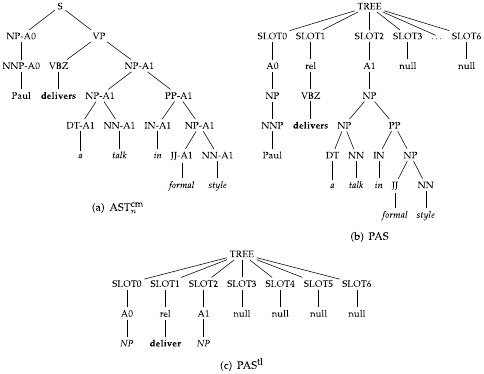 S
NP-A0 VP
NNP-A0 VBZ NP-A1
Paul delivers NP-A1 PP-A1
DT-A1 NN-A1 IN-A1 NP-A1
a talk in JJ-A1 NN-A1
formal style
(a) AST_n^cm
TREE
SLOT0 SLOT1 SLOT2 SLOT3 ... SLOT6
A0 rel A1 null null
NP VBZ NP
NNP delivers NP PP
Paul DT NN IN NP
a talk in JJ NN
formal style
(b) PAS
TREE
SLOT0 SLOT1 SLOT2 SLOT3 SLOT4 SLOT5 SLOT6
A0 rel A1 null null null null
NP deliver NP
(c) PAS^tl